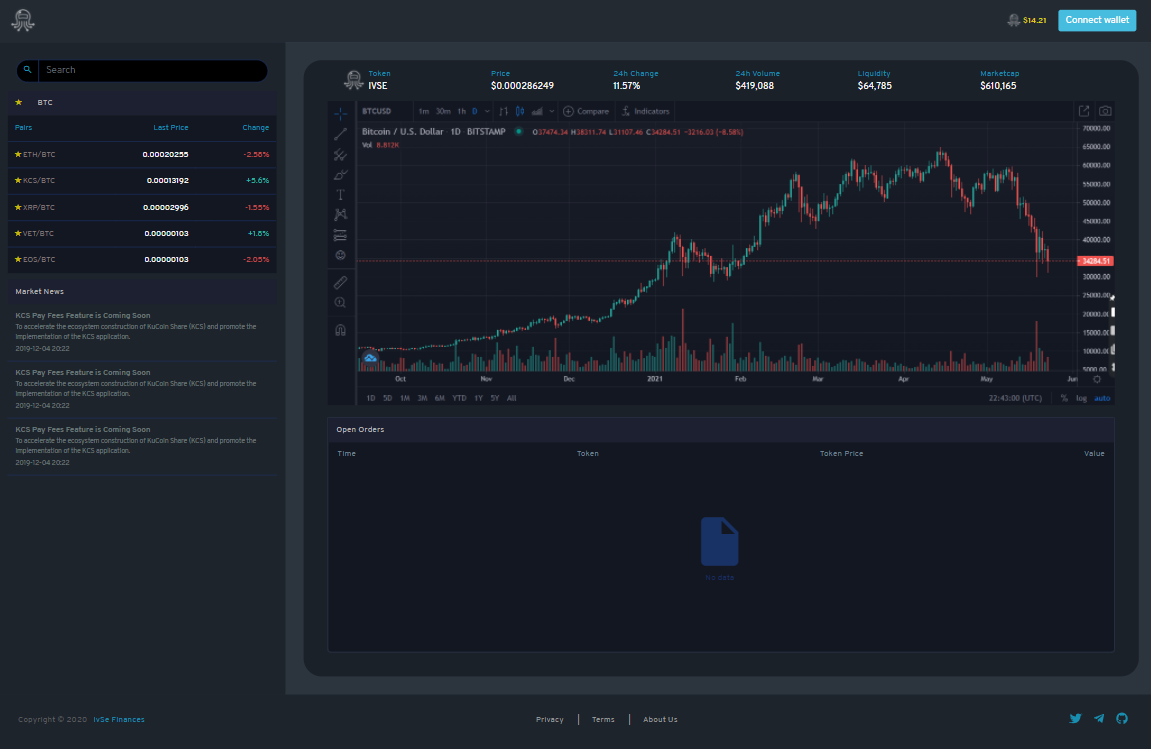 $14.21 Connect wallet
Search
BTC
Pairs Last Price Change
ETH/BTC 0.00020255 -2.58%
KCS/BTC 0.00013192 +5.6%
XRP/BTC 0.00002996 -1.55%
VET/BTC 0.00000103 +1.8%
EOS/BTC 0.00000103 -2.05%
Market News
KCS Pay Fees Feature is Coming Soon
To accelerate the ecosystem construction of KuCoin Share (KCS) and promote the
implementation of the KCS application.
2019-12-04 20:22
KCS Pay Fees Feature is Coming Soon
To accelerate the ecosystem construction of KuCoin Share (KCS) and promote the
implementation of the KCS application.
2019-12-04 20:22
KCS Pay Fees Feature is Coming Soon
To accelerate the ecosystem construction of KuCoin Share (KCS) and promote the
implementation of the KCS application.
2019-12-04 20:22
Token Price 24h Change 24h Volume Liquidity Marketcap
IVSE $0.000286249 11.57% $419,088 $64,785 $610,165
BTCUSD 1m 30m 1h D Compare Indicators
Bitcoin / U.S. Dollar 1D BITSTAMP O37474.34 H38311.74 L31107.46 C34284.51 −3216.03 (−8.58%)
Vol 8.812K
70000.00
65000.00
60000.00
55000.00
50000.00
45000.00
40000.00
34284.51
30000.00
25000.00
20000.00
15000.00
10000.00
5000.00
Oct Nov Dec 2021 Feb Mar Apr May Jun
1D 5D 1M 3M 6M YTD 1Y 5Y All 22:43:00 (UTC) % log auto
Open Orders
Time Token Token Price Value
No data
Copyright © 2020 IvSe Finances Privacy | Terms | About Us